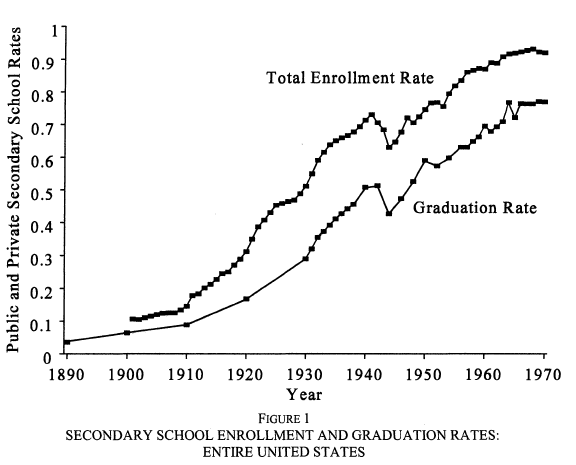 Public and Private Secondary School Rates
1
0.9
0.8
0.7
0.6
0.5
0.4
0.3
0.2
0.1
0
Total Enrollment Rate
Graduation Rate
1890 1900 1910 1920 1930 1940 1950 1960 1970
Year
FIGURE 1
SECONDARY SCHOOL ENROLLMENT AND GRADUATION RATES:
ENTIRE UNITED STATES